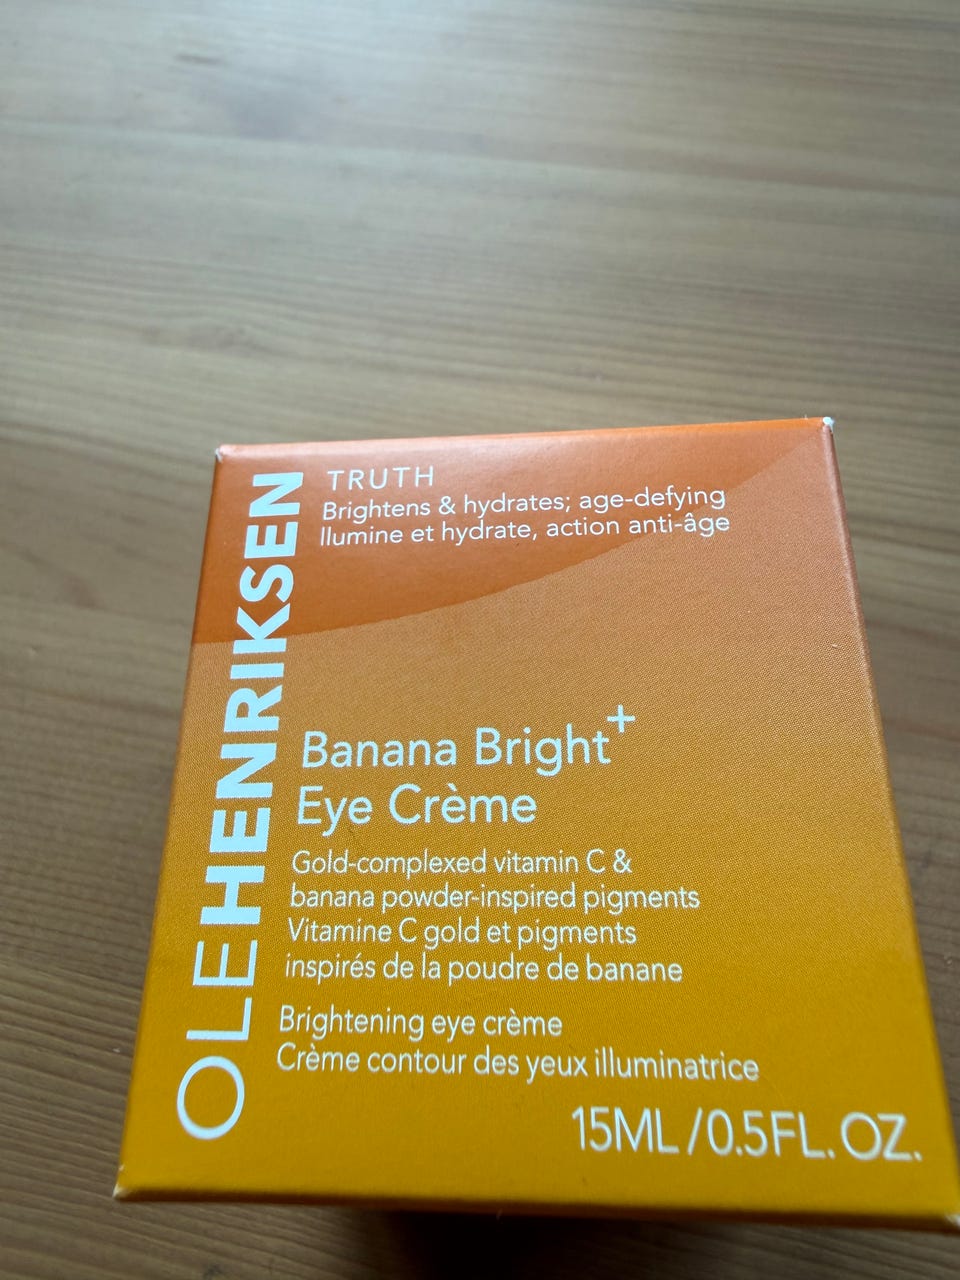 OLEHENRIKSEN
TRUTH
Brightens & hydrates; age-defying
Ilumine et hydrate, action anti-âge
Banana Bright+
Eye Crème
Gold-complexed vitamin C &
banana powder-inspired pigments
Vitamine C gold et pigments
inspirés de la poudre de banane
Brightening eye crème
Crème contour des yeux illuminatrice
15ML/0.5FL. OZ.